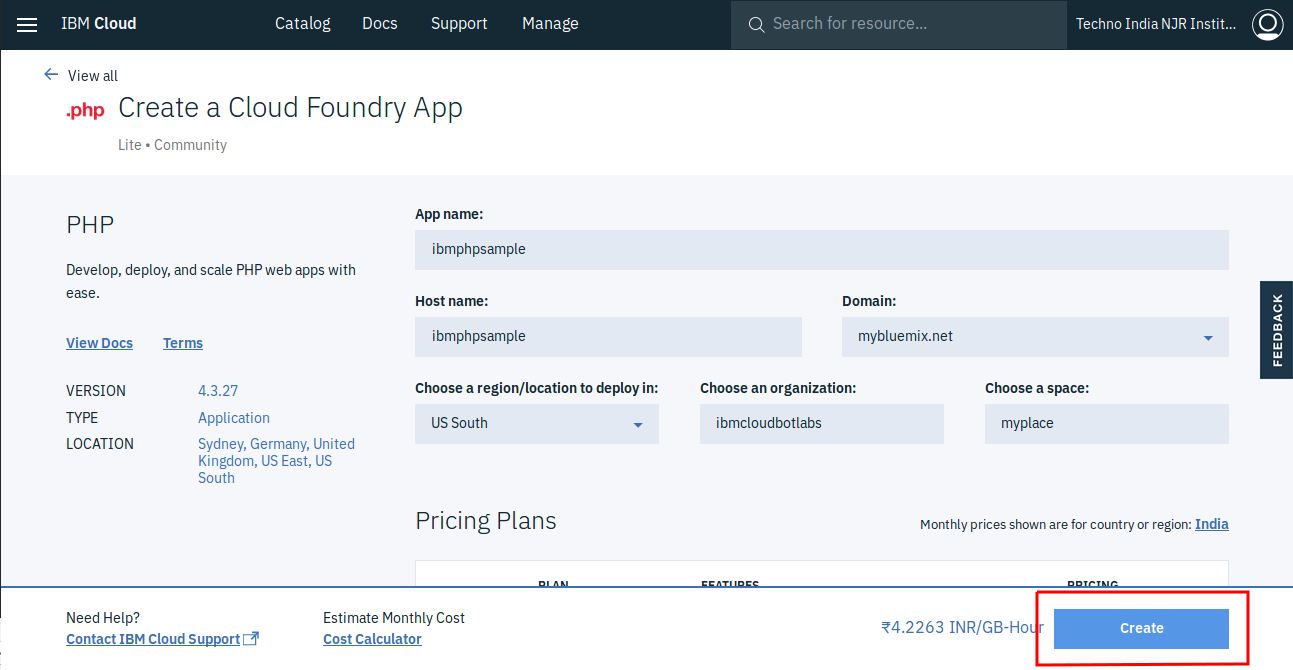 IBM Cloud
Catalog
Docs
Support
Manage
Search for resource...
Techno India NJR Instit...
View all
.php
Create a Cloud Foundry App
Lite • Community
PHP
Develop, deploy, and scale PHP web apps with
ease.
View Docs
Terms
VERSION 4.3.27
TYPE Application
LOCATION Sydney, Germany, United
Kingdom, US East, US
South
App name:
ibmphpsample
Host name:
ibmphpsample
Domain:
mybluemix.net
Choose a region/location to deploy in:
US South
Choose an organization:
ibmcloudbotlabs
Choose a space:
myplace
Pricing Plans
Monthly prices shown are for country or region: India
PLAN
FEATURES
PRICING
FEEDBACK
Need Help?
Contact IBM Cloud Support
Estimate Monthly Cost
Cost Calculator
₹4.2263 INR/GB-Hour
Create